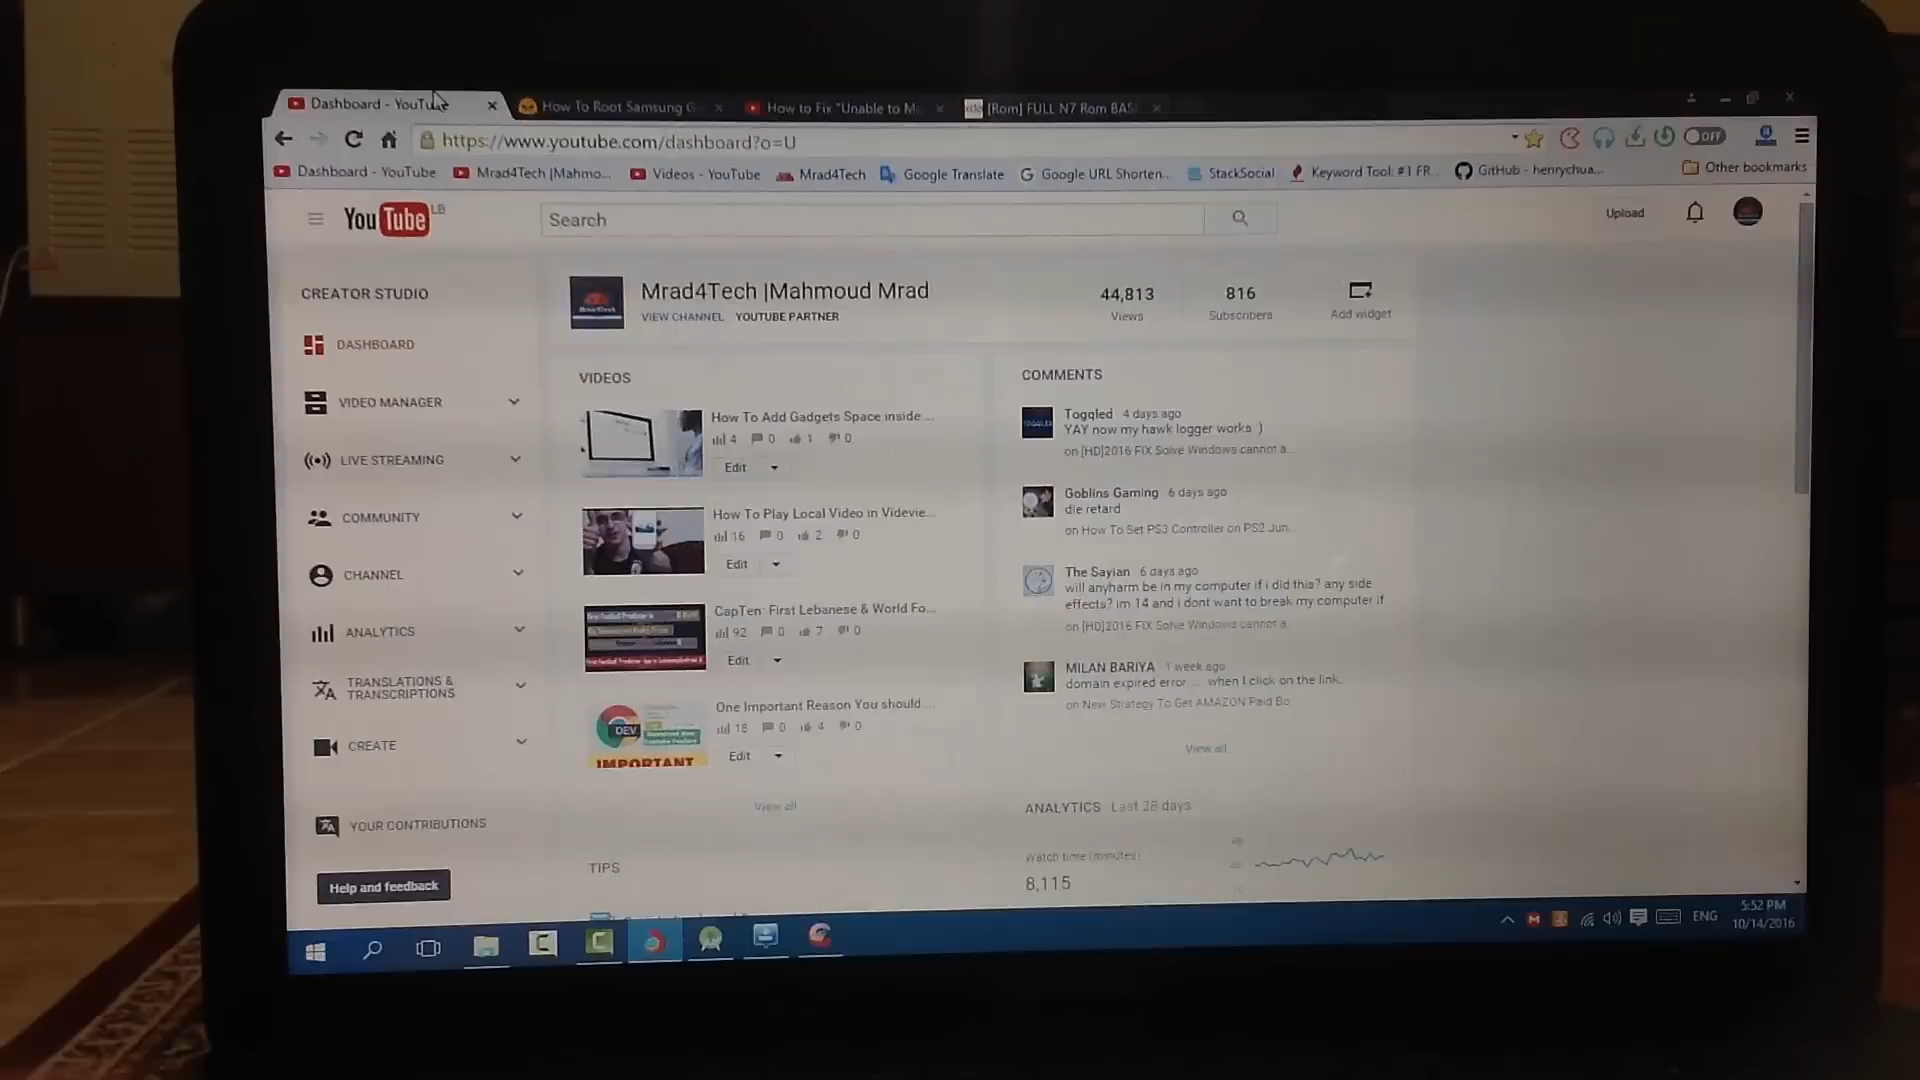 Dashboard - YouTube
How To Root Samsung G
How to Fix "Unable to M
[Rom] FULL N7 Rom BAS
https://www.youtube.com/dashboard?o=U
OFF
Dashboard - YouTube
Mrad4Tech |Mahmo...
Videos - YouTube
Mrad4Tech
Google Translate
Google URL Shorten...
StackSocial
Keyword Tool: #1 FR...
GitHub - henrychua...
Other bookmarks
YouTube LB
Search
Upload
CREATOR STUDIO
DASHBOARD
VIDEO MANAGER
LIVE STREAMING
COMMUNITY
CHANNEL
ANALYTICS
TRANSLATIONS &
TRANSCRIPTIONS
CREATE
YOUR CONTRIBUTIONS
Help and feedback
Mrad4Tech |Mahmoud Mrad
VIEW CHANNEL YOUTUBE PARTNER
44,813
Views
816
Subscribers
Add widget
VIDEOS
How To Add Gadgets Space inside ...
4 0 1 0
Edit
How To Play Local Video in Videvie...
16 0 2 0
Edit
CapTen: First Lebanese & World Fo...
92 0 7 0
Edit
DEV
IMPORTANT
One Important Reason You should ...
18 0 4 0
Edit
View all
TIPS
COMMENTS
Toggled 4 days ago
YAY now my hawk logger works :)
on [HD]2016 FIX Solve Windows cannot a...
Goblins Gaming 6 days ago
die retard
on How To Set PS3 Controller on PS2 Jun...
The Sayian 6 days ago
will anyharm be in my computer if i did this? any side
effects? im 14 and i dont want to break my computer if
on [HD]2016 FIX Solve Windows cannot a...
MILAN BARIYA 1 week ago
domain expired error ... when I click on the link.
on New Strategy To Get AMAZON Paid Bo...
View all
ANALYTICS Last 28 days
Watch time (minutes)
8,115
ENG
5:52 PM
10/14/2016